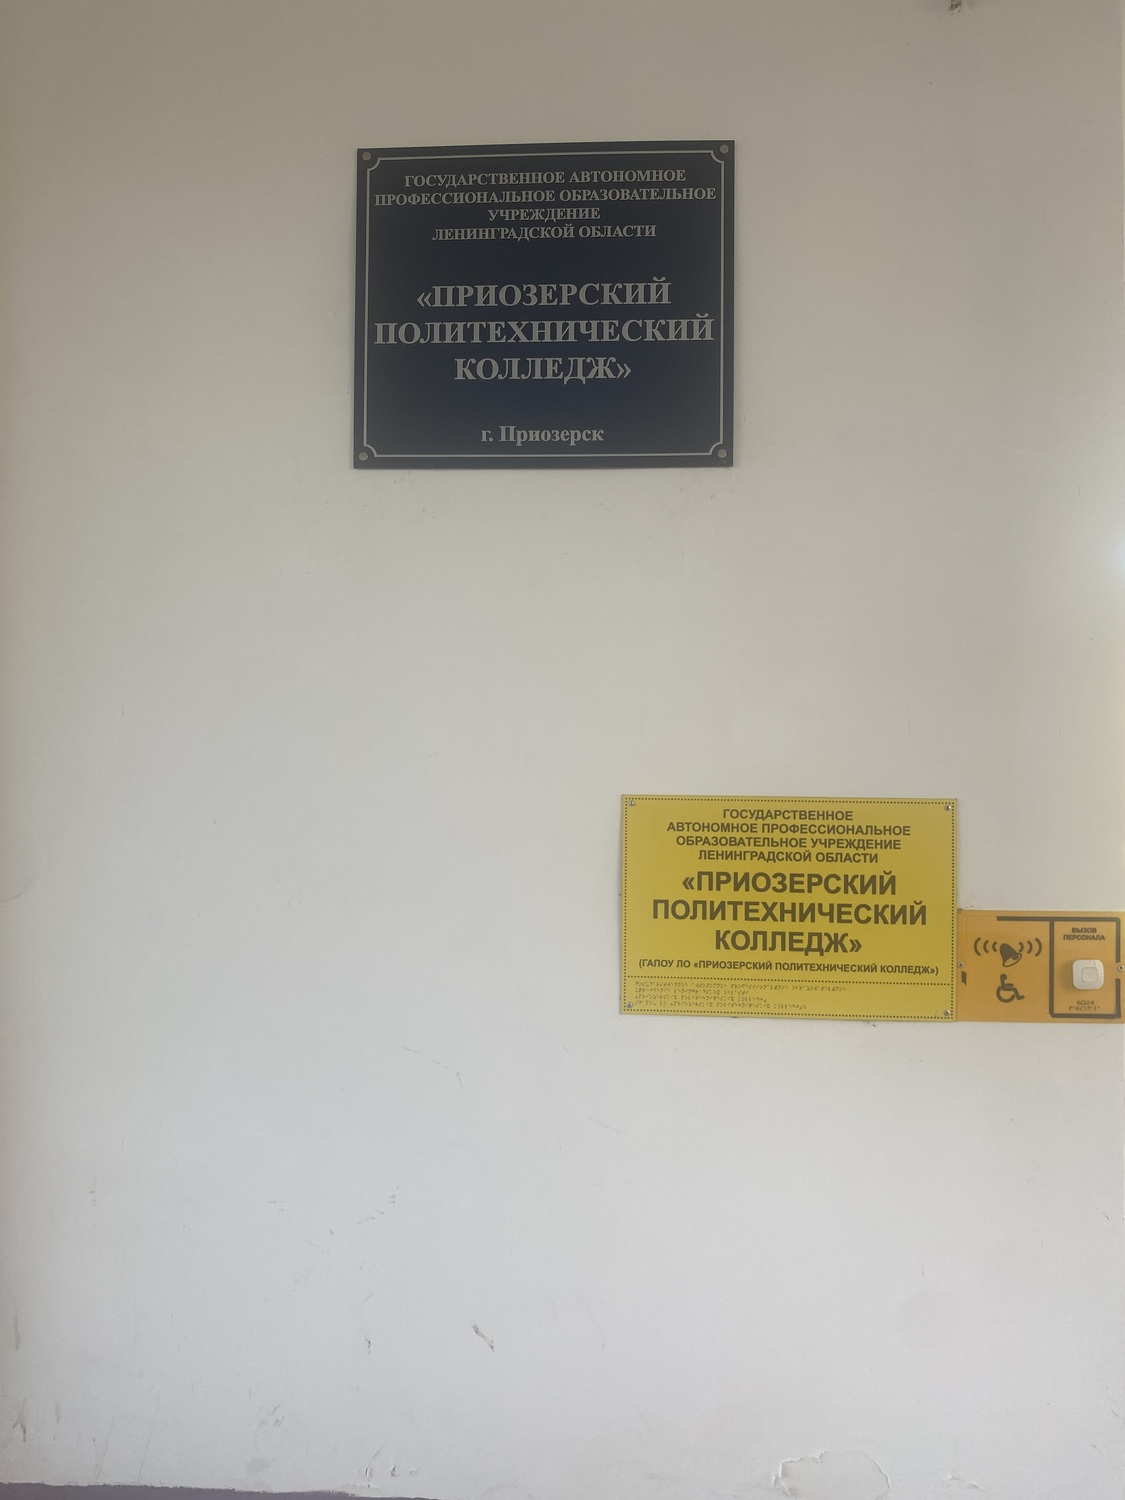 ГОСУДАРСТВЕННОЕ АВТОНОМНОЕ
ПРОФЕССИОНАЛЬНОЕ ОБРАЗОВАТЕЛЬНОЕ
УЧРЕЖДЕНИЕ
ЛЕНИНГРАДСКОЙ ОБЛАСТИ
«ПРИОЗЕРСКИЙ
ПОЛИТЕХНИЧЕСКИЙ
КОЛЛЕДЖ»
г. Приозерск
ГОСУДАРСТВЕННОЕ
АВТОНОМНОЕ ПРОФЕССИОНАЛЬНОЕ
ОБРАЗОВАТЕЛЬНОЕ УЧРЕЖДЕНИЕ
ЛЕНИНГРАДСКОЙ ОБЛАСТИ
«ПРИОЗЕРСКИЙ
ПОЛИТЕХНИЧЕСКИЙ
КОЛЛЕДЖ»
(ГАПОУ ЛО «ПРИОЗЕРСКИЙ ПОЛИТЕХНИЧЕСКИЙ КОЛЛЕДЖ»)
ВЫЗОВ
ПЕРСОНАЛА